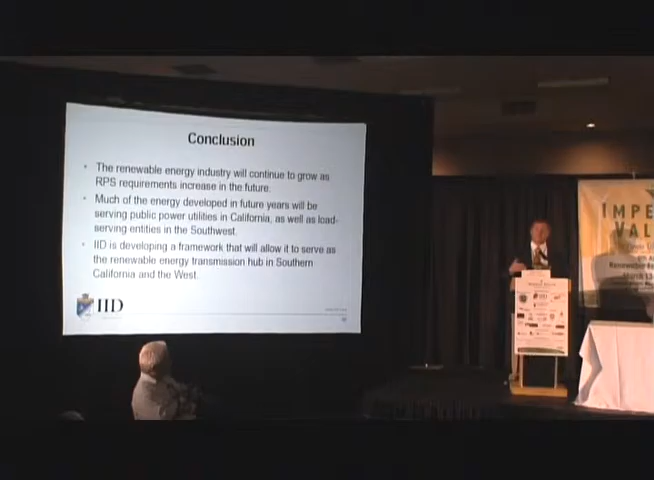 Conclusion
• The renewable energy industry will continue to grow as
RPS requirements increase in the future.
• Much of the energy developed in future years will be
serving public power utilities in California, as well as load-
serving entities in the Southwest.
• IID is developing a framework that will allow it to serve as
the renewable energy transmission hub in Southern
California and the West.
IID
IMPE
VAL
Renewable
March 13